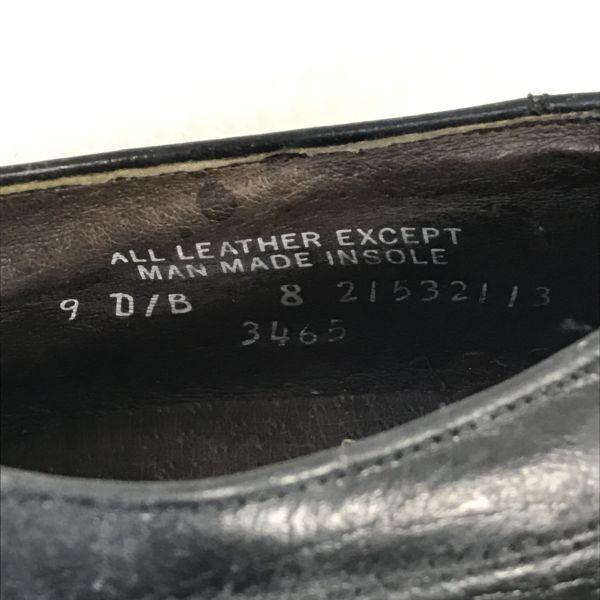 ALL LEATHER EXCEPT
MAN MADE INSOLE
9 D/B 8 215321/3
3465